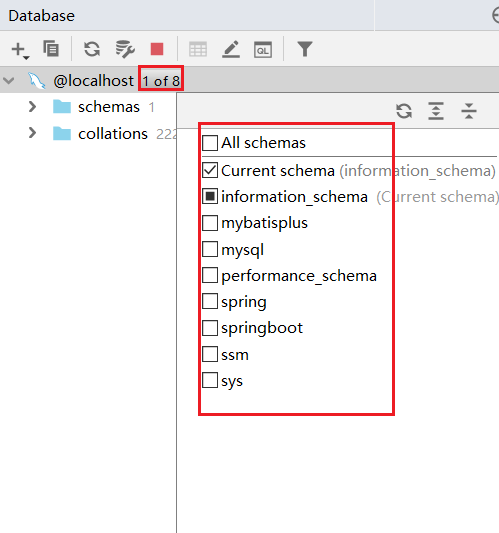 Database
QL
@localhost 1 of 8
schemas 1
collations 222
All schemas
Current schema (information_schema)
information_schema (Current schema)
mybatisplus
mysql
performance_schema
spring
springboot
ssm
sys